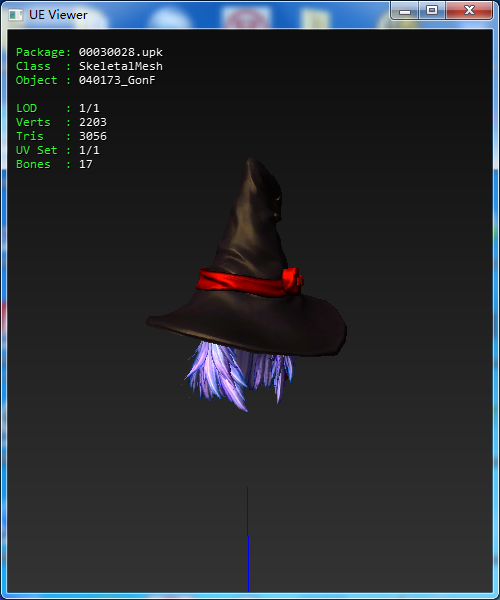 UE Viewer
Package: 00030028.upk
Class : SkeletalMesh
Object : 040173_GonF
LOD : 1/1
Verts : 2203
Tris : 3056
UV Set : 1/1
Bones : 17